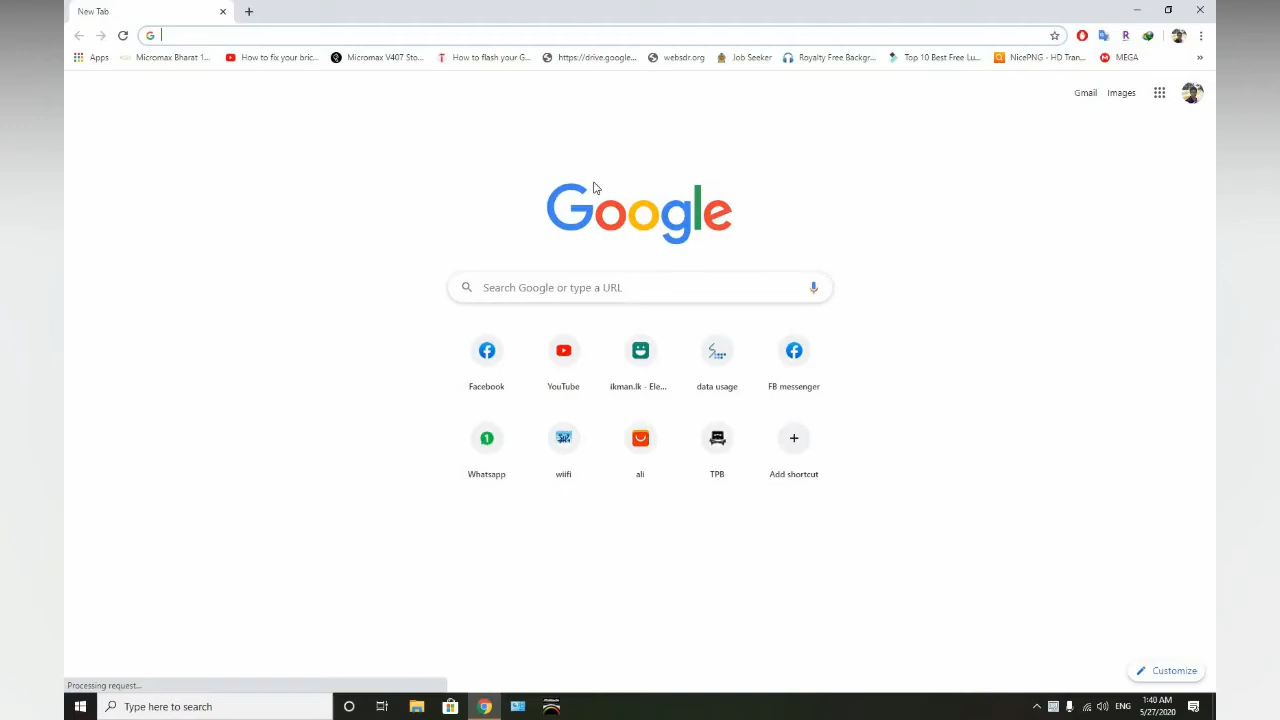 New Tab
Apps
Micromax Bharat 1...
How to fix your bric...
Micromax V407 Sto...
How to flash your G...
https://drive.google...
websdr.org
Job Seeker
Royalty Free Backgr...
Top 10 Best Free Lu...
NicePNG - HD Tran...
MEGA
»
Gmail
Images
Google
Search Google or type a URL
Facebook
YouTube
ikman.lk - Ele...
data usage
FB messenger
Whatsapp
wiifi
ali
TPB
Add shortcut
Customize
Processing request...
Type here to search
ENG
1:40 AM
5/27/2020